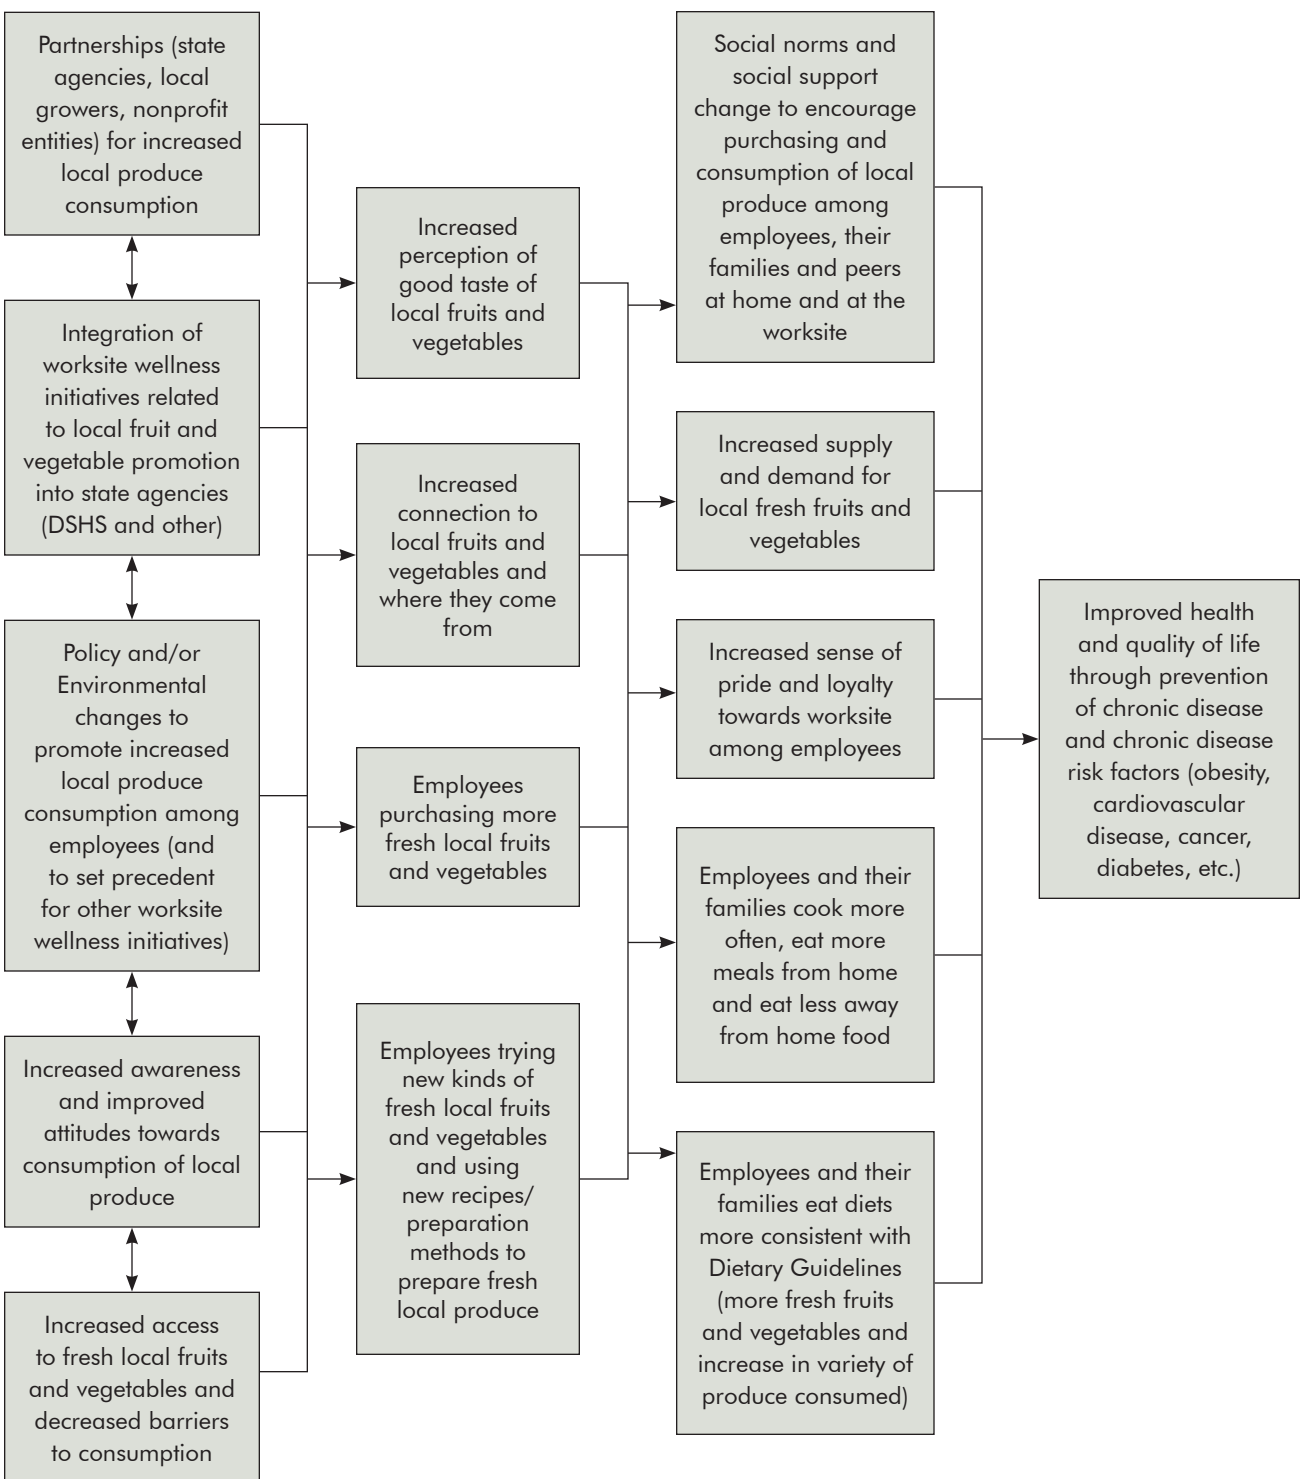 Partnerships (state
agencies, local
growers, nonprofit
entities) for increased
local produce
consumption
Integration of
worksite wellness
initiatives related
to local fruit and
vegetable promotion
into state agencies
(DSHS and other)
Policy and/or
Environmental
changes to
promote increased
local produce
consumption among
employees (and
to set precedent
for other worksite
wellness initiatives)
Increased awareness
and improved
attitudes towards
consumption of local
produce
Increased access
to fresh local fruits
and vegetables and
decreased barriers
to consumption
Increased
perception of
good taste of
local fruits and
vegetables
Increased
connection to
local fruits and
vegetables and
where they come
from
Employees
purchasing more
fresh local fruits
and vegetables
Employees trying
new kinds of
fresh local fruits
and vegetables
and using
new recipes/
preparation
methods to
prepare fresh
local produce
Social norms and
social support
change to encourage
purchasing and
consumption of local
produce among
employees, their
families and peers
at home and at the
worksite
Increased supply
and demand for
local fresh fruits and
vegetables
Increased sense of
pride and loyalty
towards worksite
among employees
Employees and their
families cook more
often, eat more
meals from home
and eat less away
from home food
Employees and their
families eat diets
more consistent with
Dietary Guidelines
(more fresh fruits
and vegetables and
increase in variety of
produce consumed)
Improved health
and quality of life
through prevention
of chronic disease
and chronic disease
risk factors (obesity,
cardiovascular
disease, cancer,
diabetes, etc.)